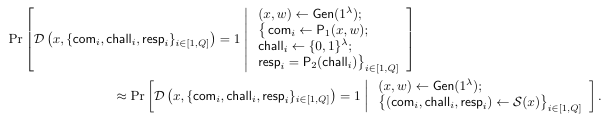 Pr [ D (x, {com_i, chall_i, resp_i}_{i∈[1,Q]}) = 1 | (x, w) ← Gen(1^λ);
{ com_i ← P_1(x, w);
chall_i ← {0, 1}^λ;
resp_i = P_2(chall_i) }_{i∈[1,Q]} ]
≈ Pr [ D (x, {com_i, chall_i, resp_i}_{i∈[1,Q]}) = 1 | (x, w) ← Gen(1^λ);
{(com_i, chall_i, resp_i) ← S(x)}_{i∈[1,Q]} ] .